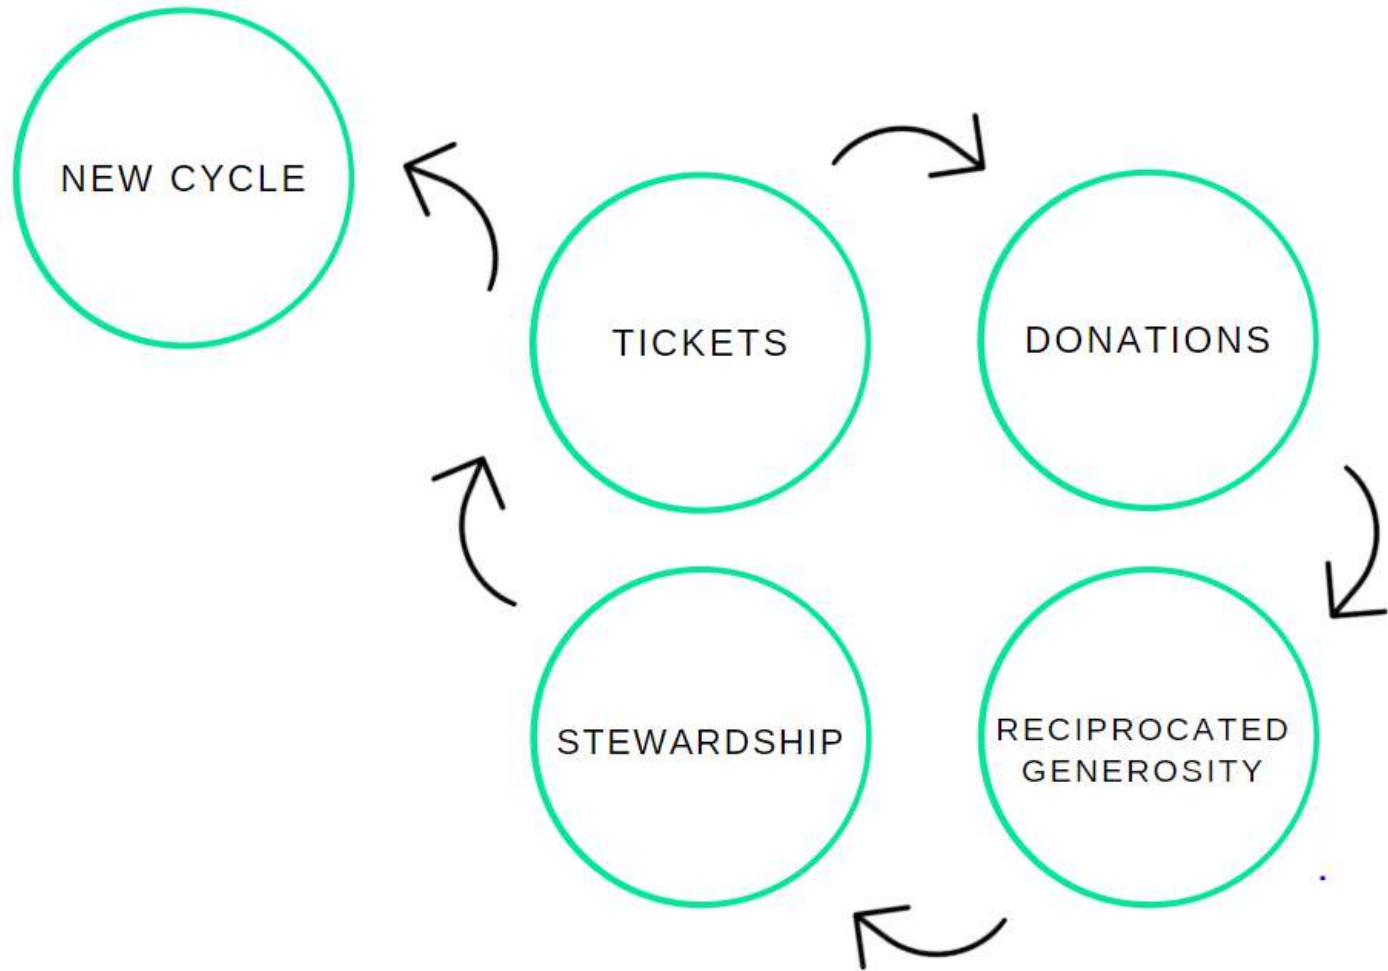 NEW CYCLE
TICKETS
DONATIONS
STEWARDSHIP
RECIPROCATED
GENEROSITY